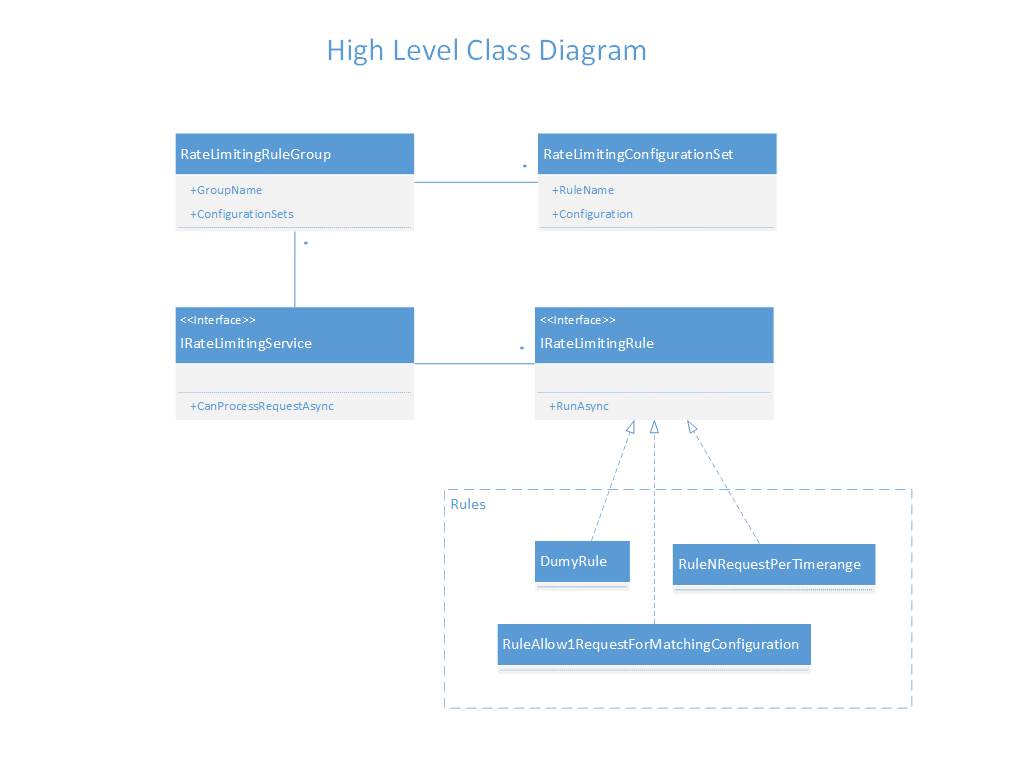 High Level Class Diagram
RateLimitingRuleGroup
+GroupName
+ConfigurationSets
*
RateLimitingConfigurationSet
+RuleName
+Configuration
*
<<Interface>>
IRateLimitingService
+CanProcessRequestAsync
*
<<Interface>>
IRateLimitingRule
+RunAsync
Rules
DumyRule
RuleNRequestPerTimerange
RuleAllow1RequestForMatchingConfiguration